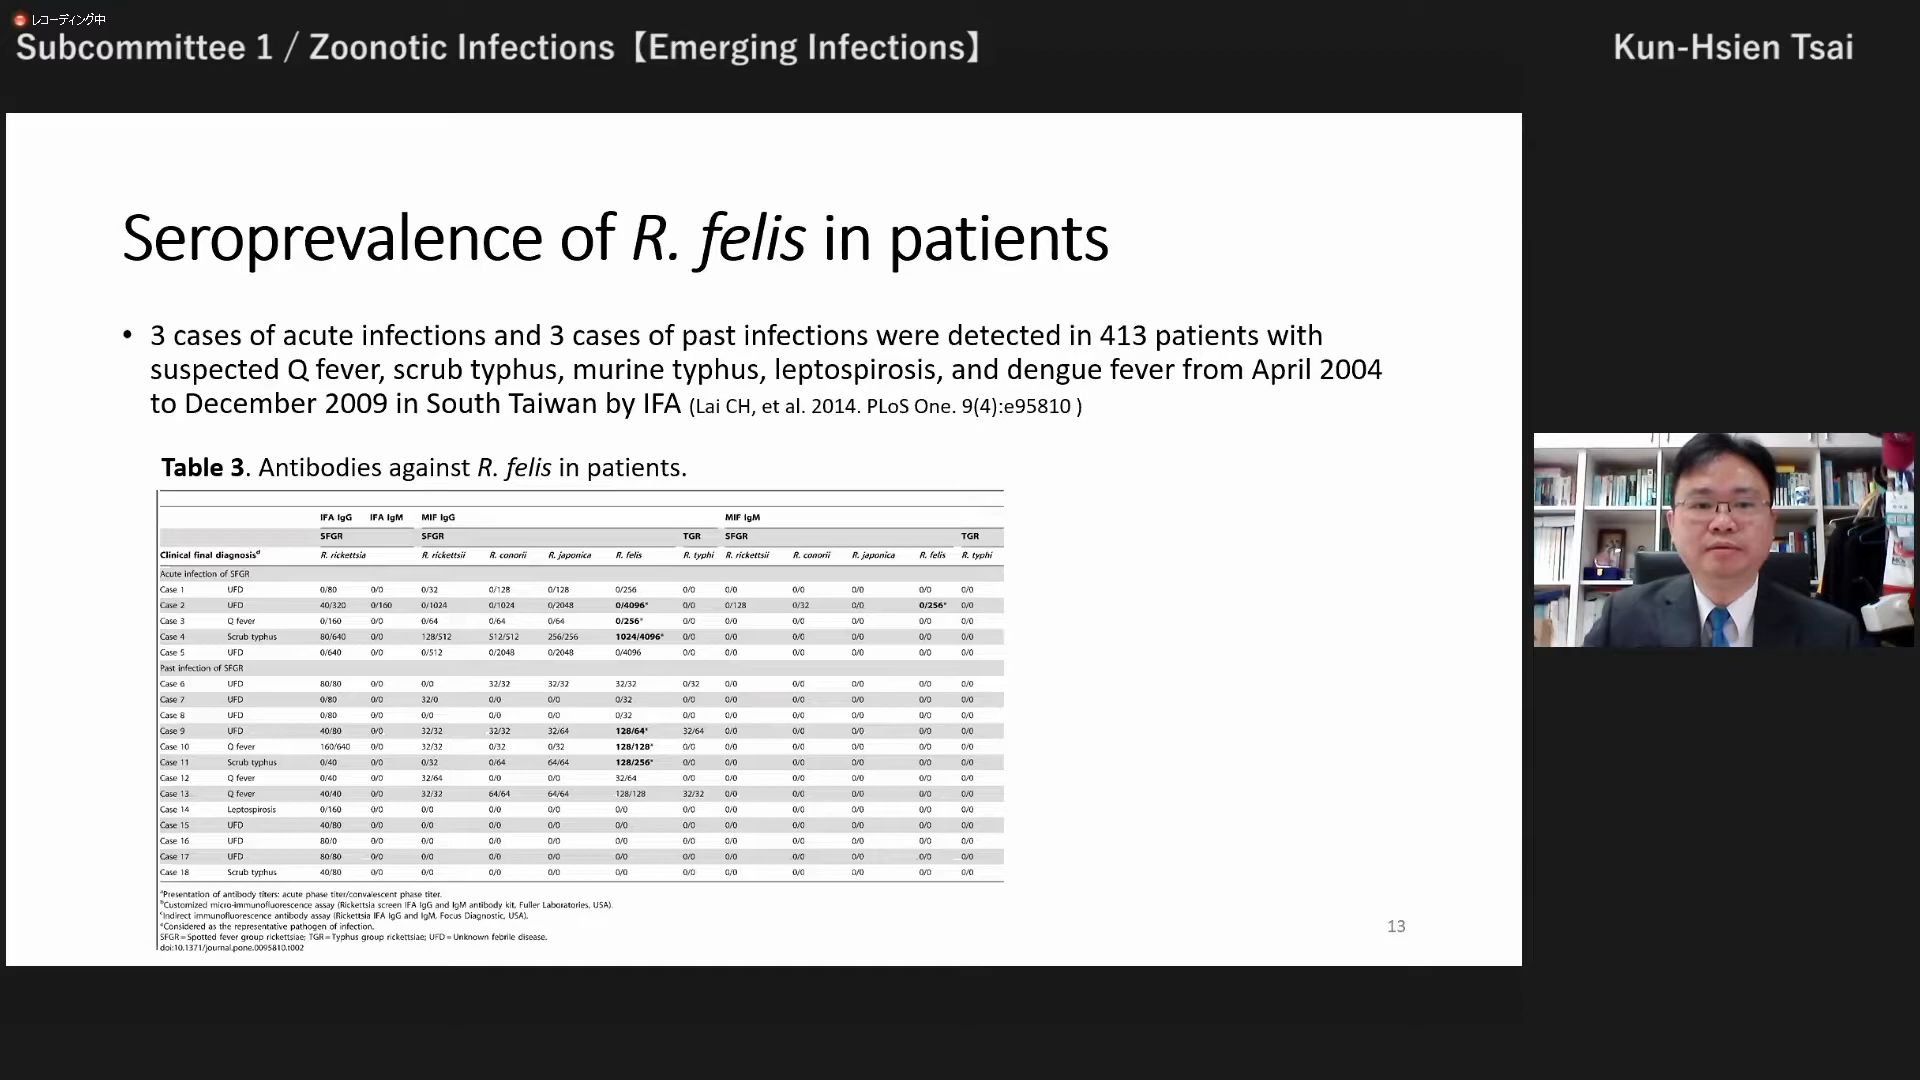 レコーディング中
Subcommittee 1 / Zoonotic Infections【Emerging Infections】
Kun-Hsien Tsai
Seroprevalence of R. felis in patients
• 3 cases of acute infections and 3 cases of past infections were detected in 413 patients with
suspected Q fever, scrub typhus, murine typhus, leptospirosis, and dengue fever from April 2004
to December 2009 in South Taiwan by IFA (Lai CH, et al. 2014. PLoS One. 9(4):e95810 )
Table 3. Antibodies against R. felis in patients.
IFA IgG IFA IgM MIF IgG MIF IgM
SFGR SFGR TGR SFGR TGR
Clinical final diagnosisᵈ R. rickettsia R. rickettsii R. conorii R. japonica R. felis R. typhi R. rickettsii R. conorii R. japonica R. felis R. typhi
Acute infection of SFGR
Case 1 UFD 0/80 0/0 0/32 0/128 0/128 0/256 0/0 0/0 0/0 0/0 0/0 0/0
Case 2 UFD 40/320 0/160 0/1024 0/1024 0/2048 0/4096* 0/0 0/128 0/32 0/0 0/256* 0/0
Case 3 Q fever 0/160 0/0 0/64 0/64 0/64 0/256* 0/0 0/0 0/0 0/0 0/0 0/0
Case 4 Scrub typhus 80/640 0/0 128/512 512/512 256/256 1024/4096* 0/0 0/0 0/0 0/0 0/0 0/0
Case 5 UFD 0/640 0/0 0/512 0/2048 0/2048 0/4096 0/0 0/0 0/0 0/0 0/0 0/0
Past infection of SFGR
Case 6 UFD 80/80 0/0 0/0 32/32 32/32 32/32 0/32 0/0 0/0 0/0 0/0 0/0
Case 7 UFD 0/80 0/0 32/0 0/0 0/0 0/32 0/0 0/0 0/0 0/0 0/0 0/0
Case 8 UFD 0/80 0/0 0/0 0/0 0/0 0/32 0/0 0/0 0/0 0/0 0/0 0/0
Case 9 UFD 40/80 0/0 32/32 32/32 32/64 128/64* 32/64 0/0 0/0 0/0 0/0 0/0
Case 10 Q fever 160/640 0/0 32/32 0/32 0/32 128/128* 0/0 0/0 0/0 0/0 0/0 0/0
Case 11 Scrub typhus 0/40 0/0 0/32 0/64 64/64 128/256* 0/0 0/0 0/0 0/0 0/0 0/0
Case 12 Q fever 0/40 0/0 32/64 0/0 0/0 32/64 0/0 0/0 0/0 0/0 0/0 0/0
Case 13 Q fever 40/40 0/0 32/32 64/64 64/64 128/128 32/32 0/0 0/0 0/0 0/0 0/0
Case 14 Leptospirosis 0/160 0/0 0/0 0/0 0/0 0/0 0/0 0/0 0/0 0/0 0/0 0/0
Case 15 UFD 40/80 0/0 0/0 0/0 0/0 0/0 0/0 0/0 0/0 0/0 0/0 0/0
Case 16 UFD 80/0 0/0 0/0 0/0 0/0 0/0 0/0 0/0 0/0 0/0 0/0 0/0
Case 17 UFD 80/80 0/0 0/0 0/0 0/0 0/0 0/0 0/0 0/0 0/0 0/0 0/0
Case 18 Scrub typhus 40/80 0/0 0/0 0/0 0/0 0/0 0/0 0/0 0/0 0/0 0/0 0/0
ᵃPresentation of antibody titers: acute phase titer/convalescent phase titer.
ᵇCustomized micro-immunofluorescence assay (Rickettsia screen IFA IgG and IgM antibody kit, Fuller Laboratories, USA).
ᶜIndirect immunofluorescence antibody assay (Rickettsia IFA IgG and IgM, Focus Diagnostic, USA).
*Considered as the representative pathogen of infection.
SFGR=Spotted fever group rickettsiae; TGR=Typhus group rickettsiae; UFD=Unknown febrile disease.
doi:10.1371/journal.pone.0095810.t002
13